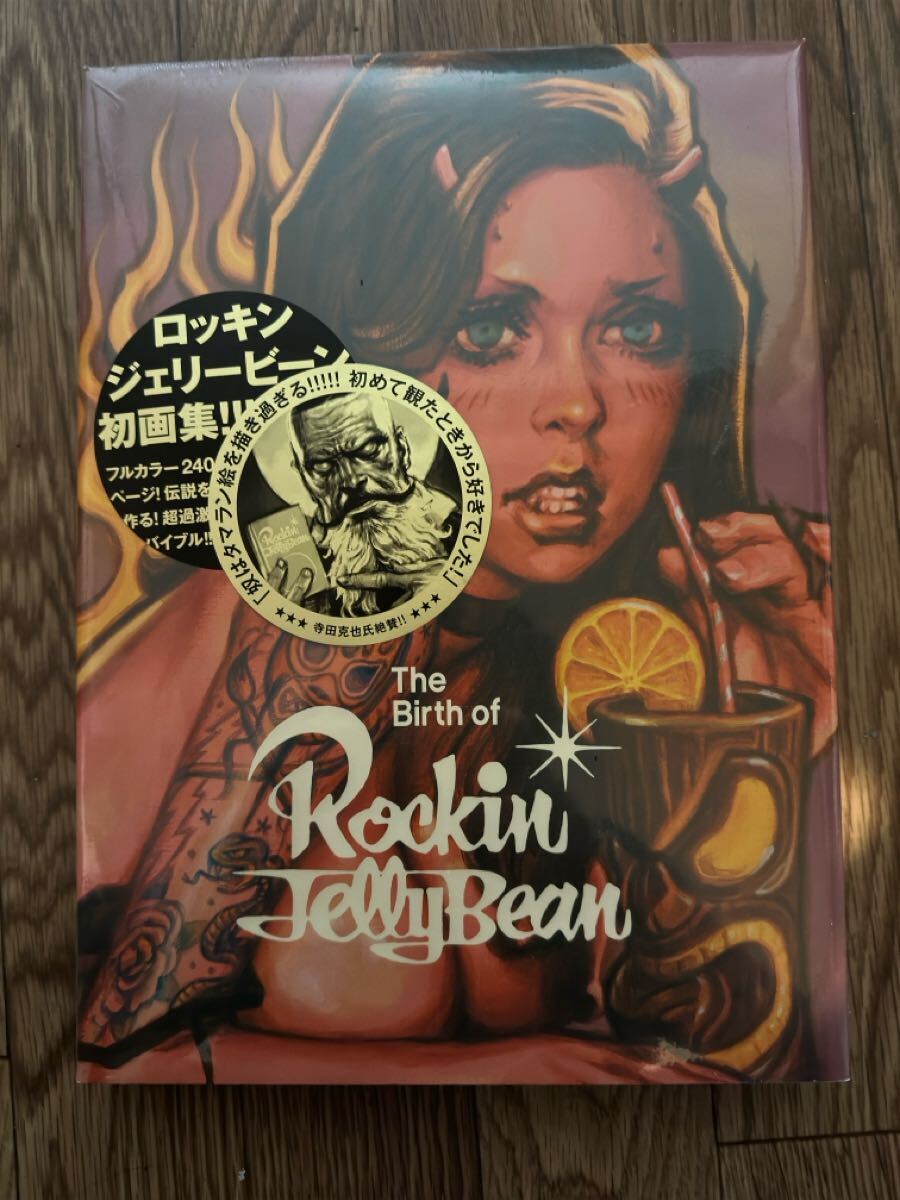 ロッキン
ジェリービーン
初画集!!!
フルカラー240
ページ!伝説を
作る!超過激
バイブル!!
「奴はタマラン絵を描き過ぎる!!!!! 初めて観たときから好きでした!」
Rockin
JellyBean
★★★ 寺田克也氏絶賛!! ★★★
The
Birth of
Rockin
JellyBean